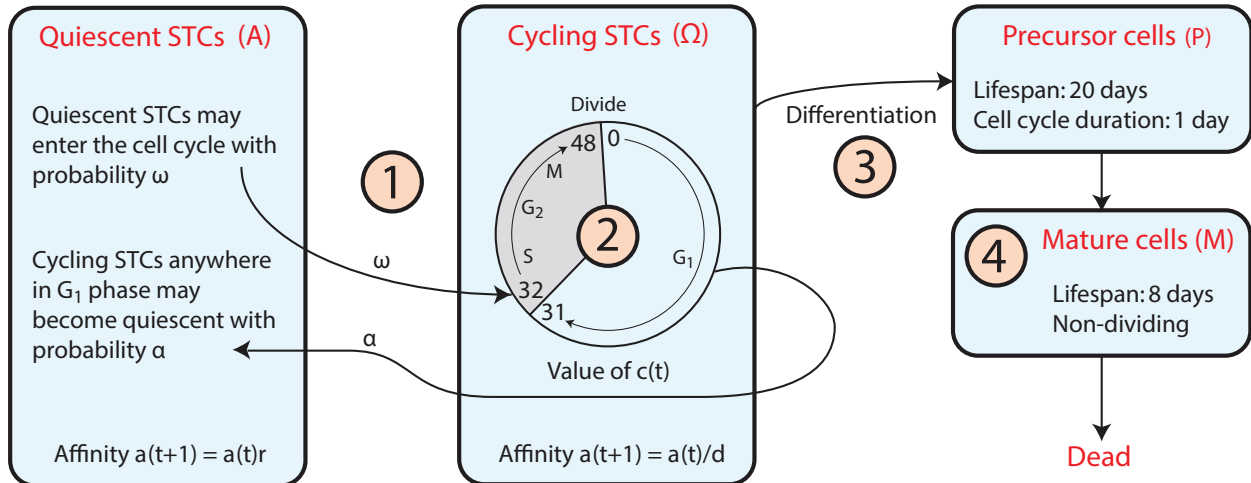 Quiescent STCs (A)
Quiescent STCs may
enter the cell cycle with
probability ω
Cycling STCs anywhere
in G1 phase may
become quiescent with
probability α
Affinity a(t+1) = a(t)r
1
ω
α
Cycling STCs (Ω)
Divide
48
0
M
G2
S
2
G1
32
31
Value of c(t)
Affinity a(t+1) = a(t)/d
Differentiation
3
Precursor cells (P)
Lifespan: 20 days
Cell cycle duration: 1 day
4
Mature cells (M)
Lifespan: 8 days
Non-dividing
Dead